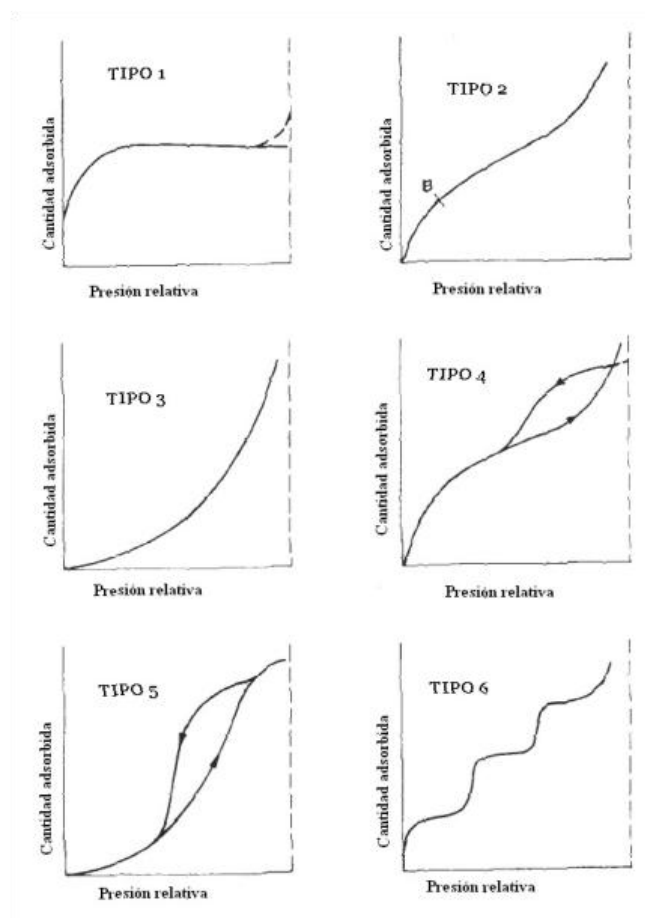 TIPO 1
Cantidad adsorbida
Presión relativa
TIPO 2
B
Cantidad adsorbida
Presión relativa
TIPO 3
Cantidad adsorbida
Presión relativa
TIPO 4
Cantidad adsorbida
Presión relativa
TIPO 5
Cantidad adsorbida
Presión relativa
TIPO 6
Cantidad adsorbida
Presión relativa